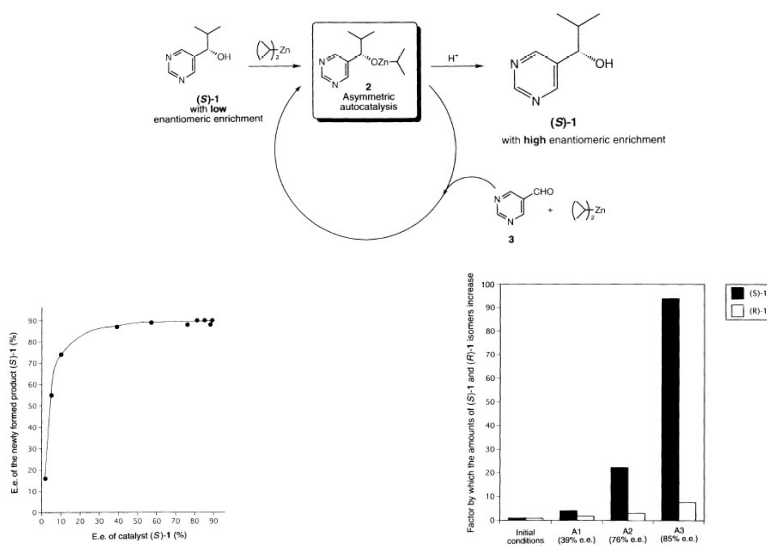 OH
N
N
(S)-1
with low
enantiomeric enrichment
( )2Zn
OZn
N
N
2
Asymmetric
autocatalysis
H+
OH
N
N
(S)-1
with high enantiomeric enrichment
CHO
N
N
3
+
( )2Zn
E.e. of the newly formed product (S)-1 (%)
90
80
70
60
50
40
30
20
10
0
0 10 20 30 40 50 60 70 80 90
E.e. of catalyst (S)-1 (%)
Factor by which the amounts of (S)-1 and (R)-1 isomers increase
100
90
80
70
60
50
40
30
20
10
0
Initial conditions
A1 (39% e.e.)
A2 (76% e.e.)
A3 (85% e.e.)
(S)-1
(R)-1